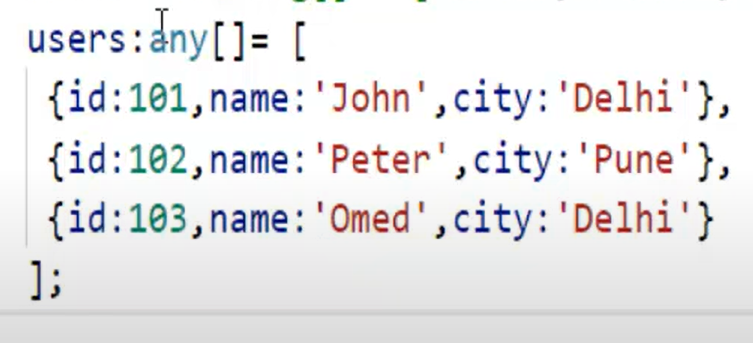 users:any[]= [
{id:101,name:'John',city:'Delhi'},
{id:102,name:'Peter',city:'Pune'},
{id:103,name:'Omed',city:'Delhi'}
];